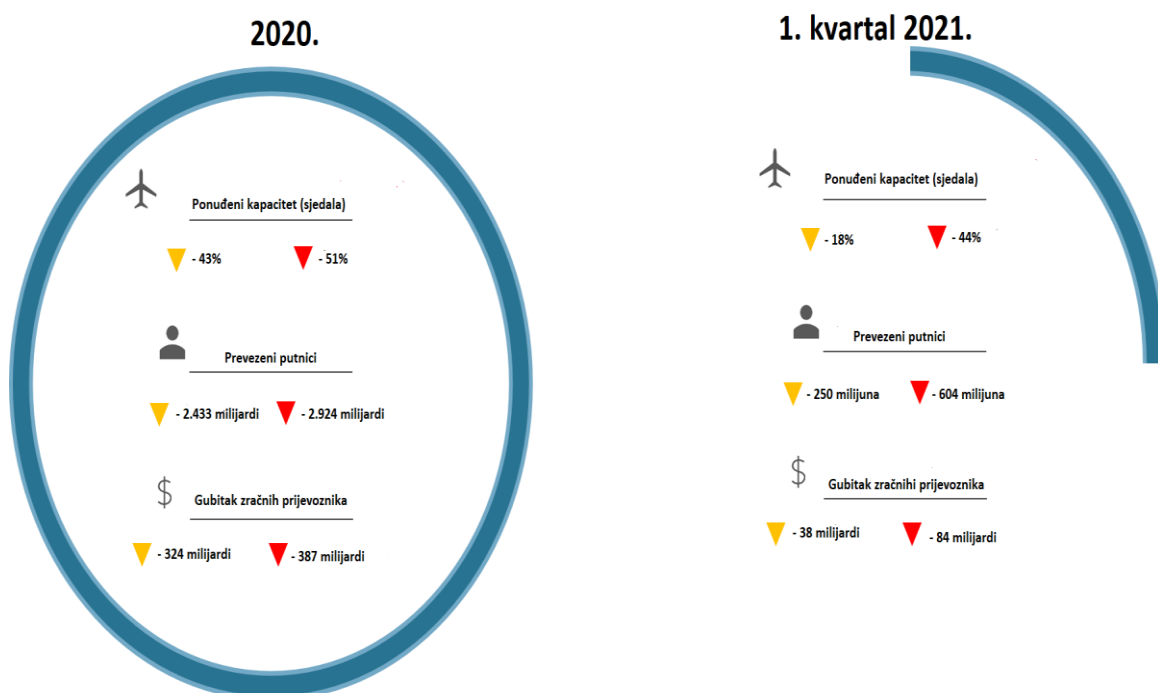 2020.
Ponuđeni kapacitet (sjedala)
- 43% - 51%
Prevezeni putnici
- 2.433 milijardi - 2.924 milijardi
$
Gubitak zračnih prijevoznika
- 324 milijardi - 387 milijardi
1. kvartal 2021.
Ponuđeni kapacitet (sjedala)
- 18% - 44%
Prevezeni putnici
- 250 milijuna - 604 milijuna
$
Gubitak zračnihi prijevoznika
- 38 milijardi - 84 milijardi